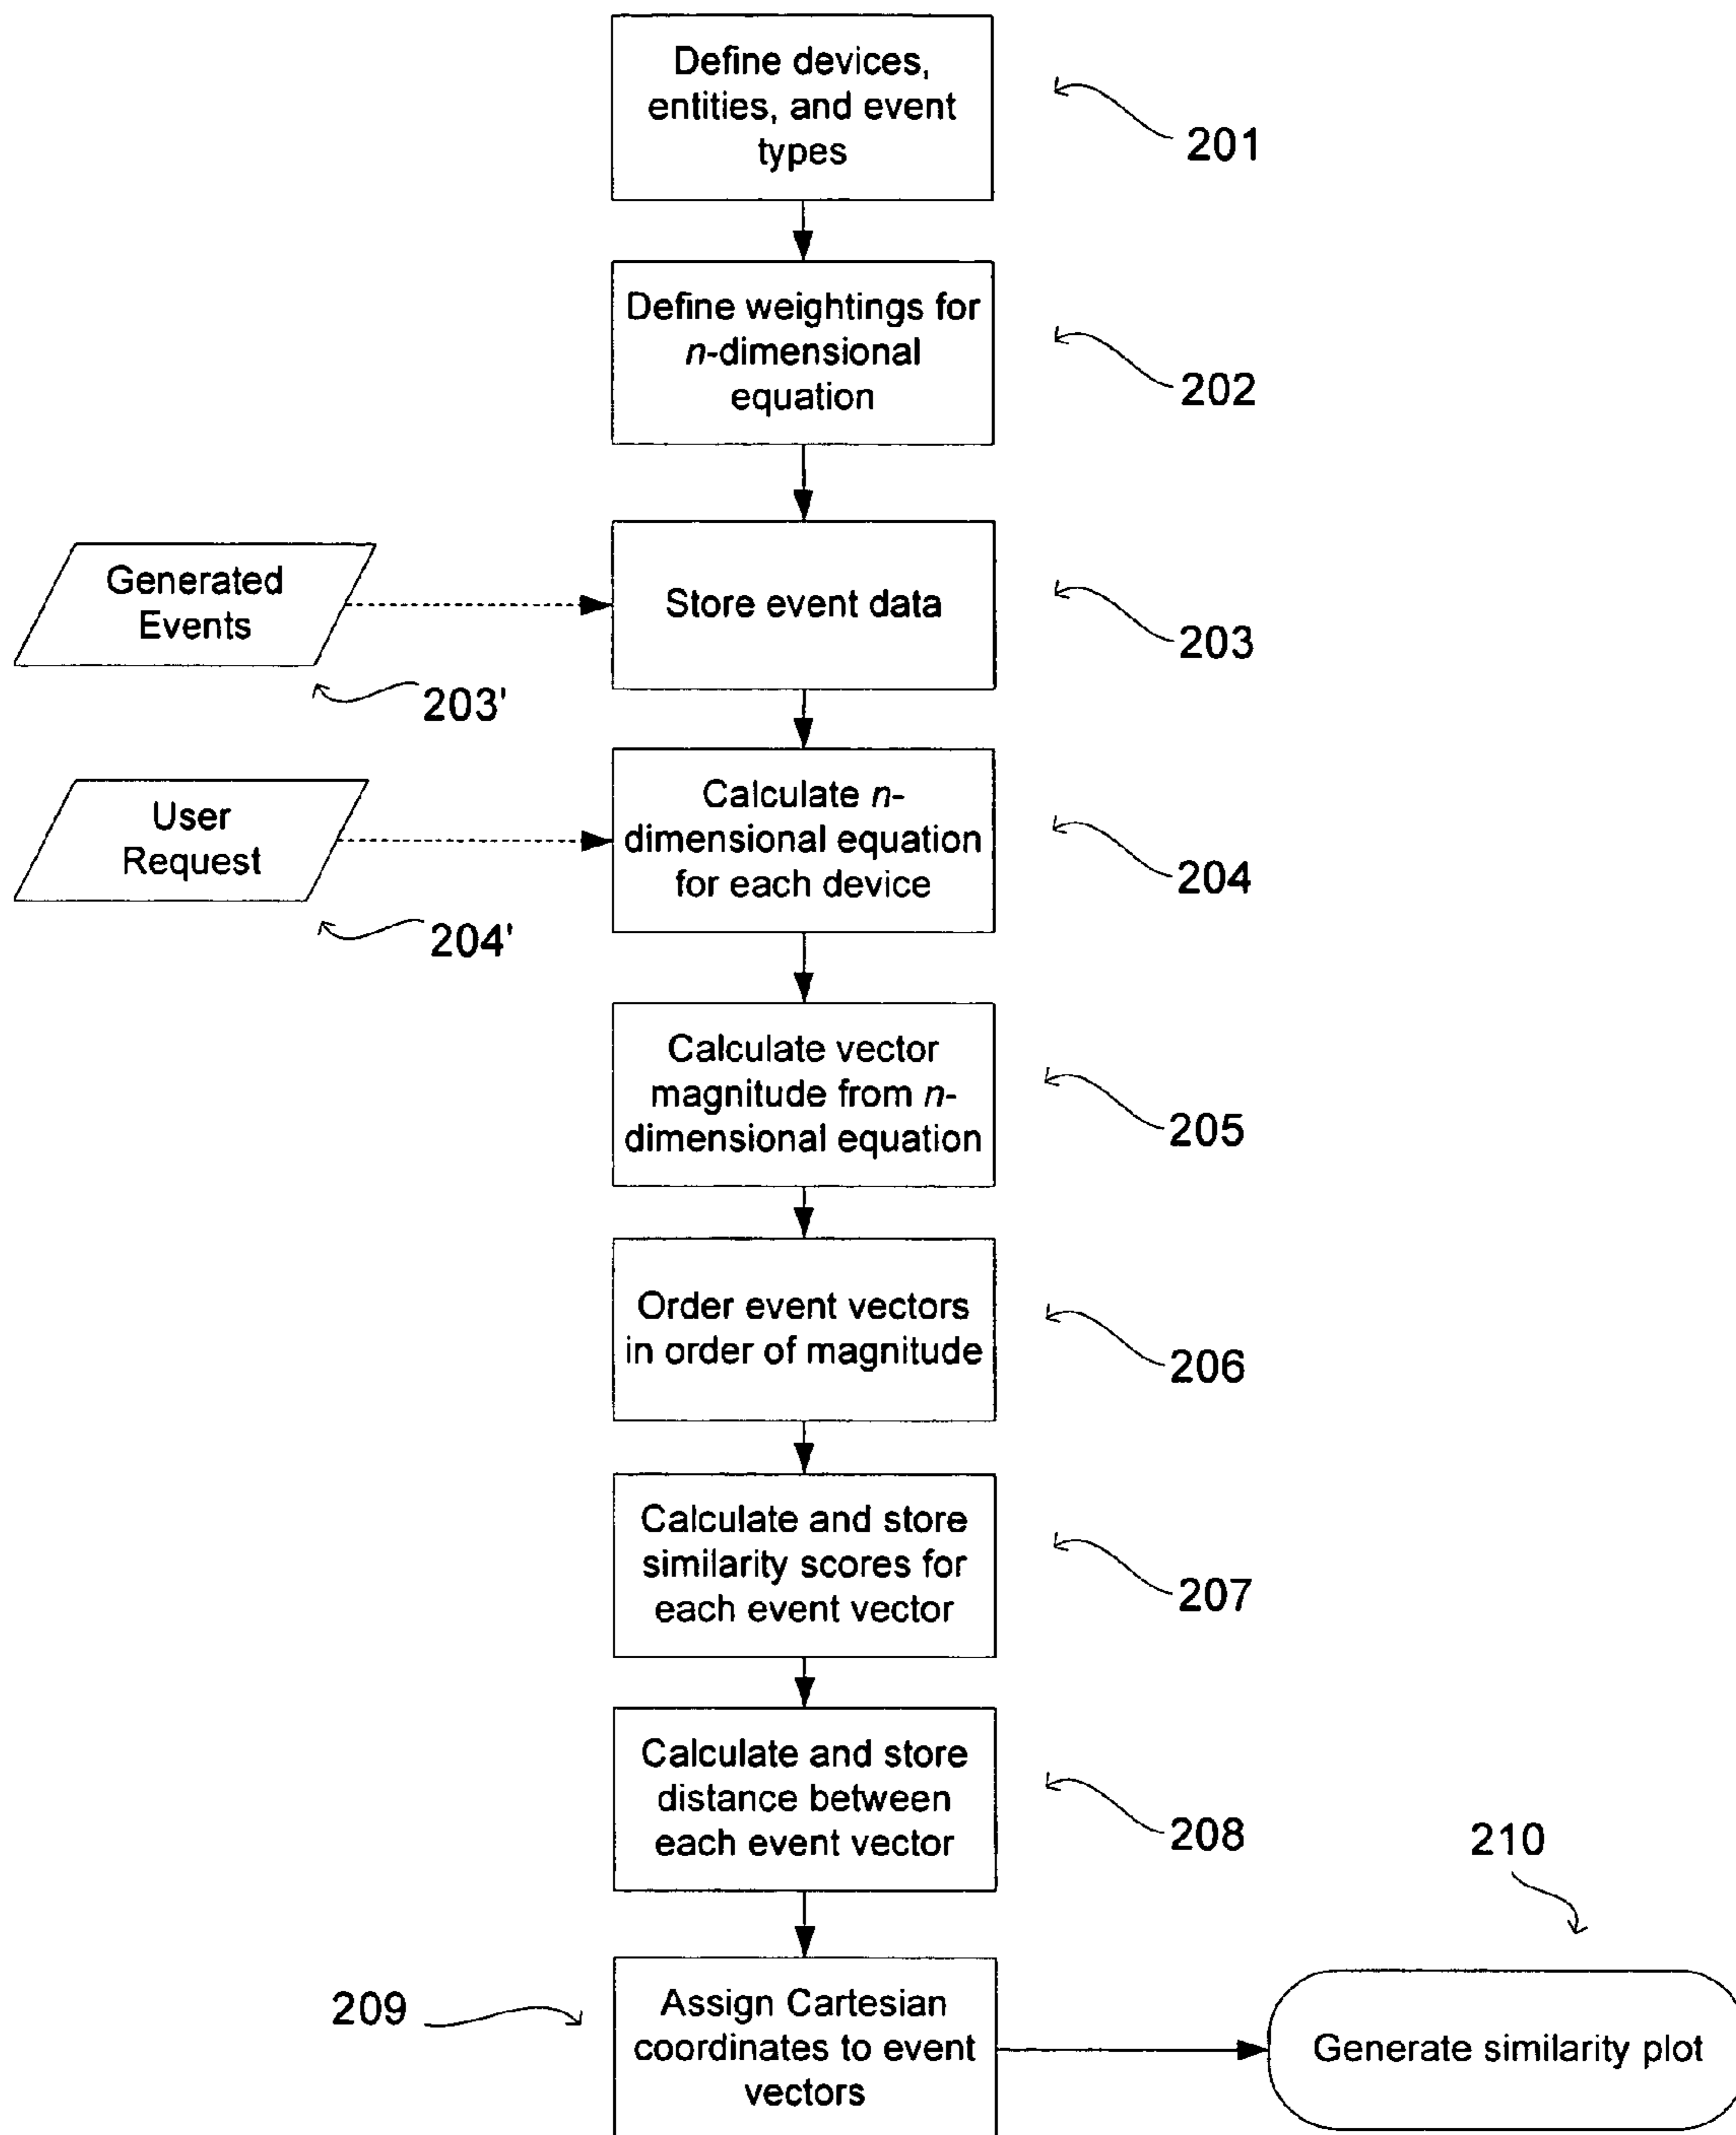 Define devices,
entities, and event
types
201
Define weightings for
n-dimensional
equation
202
Generated
Events
203'
Store event data
203
User
Request
204'
Calculate n-
dimensional equation
for each device
204
Calculate vector
magnitude from n-
dimensional equation
205
Order event vectors
in order of magnitude
206
Calculate and store
similarity scores for
each event vector
207
Calculate and store
distance between
each event vector
208
209
Assign Cartesian
coordinates to event
vectors
210
Generate similarity plot